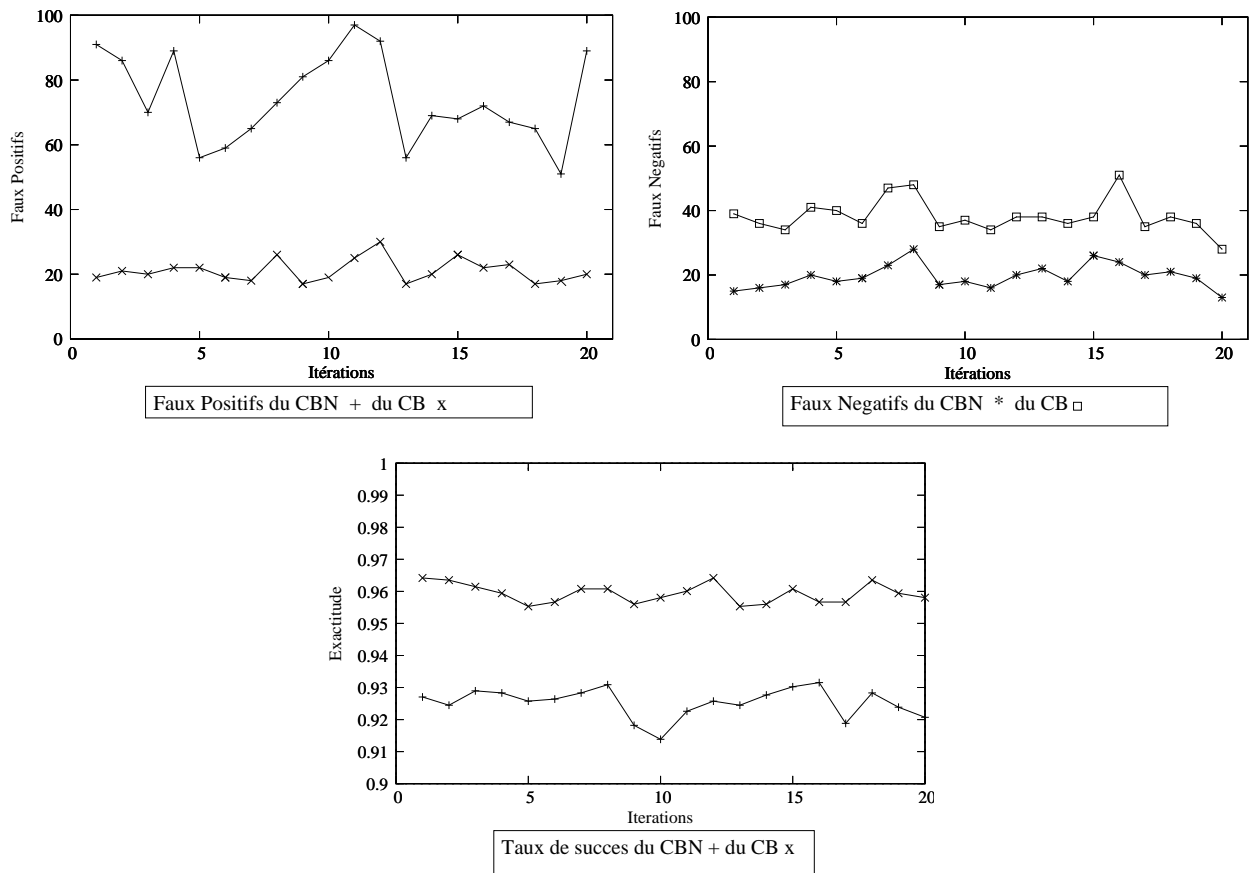 100
80
60
40
20
0
Faux Positifs
0 5 10 15 20
Itérations
Faux Positifs du CBN + du CB x
100
80
60
40
20
0
Faux Negatifs
0 5 10 15 20
Itérations
Faux Negatifs du CBN * du CB □
1
0.99
0.98
0.97
0.96
0.95
0.94
0.93
0.92
0.91
0.9
Exactitude
0 5 10 15 20
Iterations
Taux de succes du CBN + du CB x